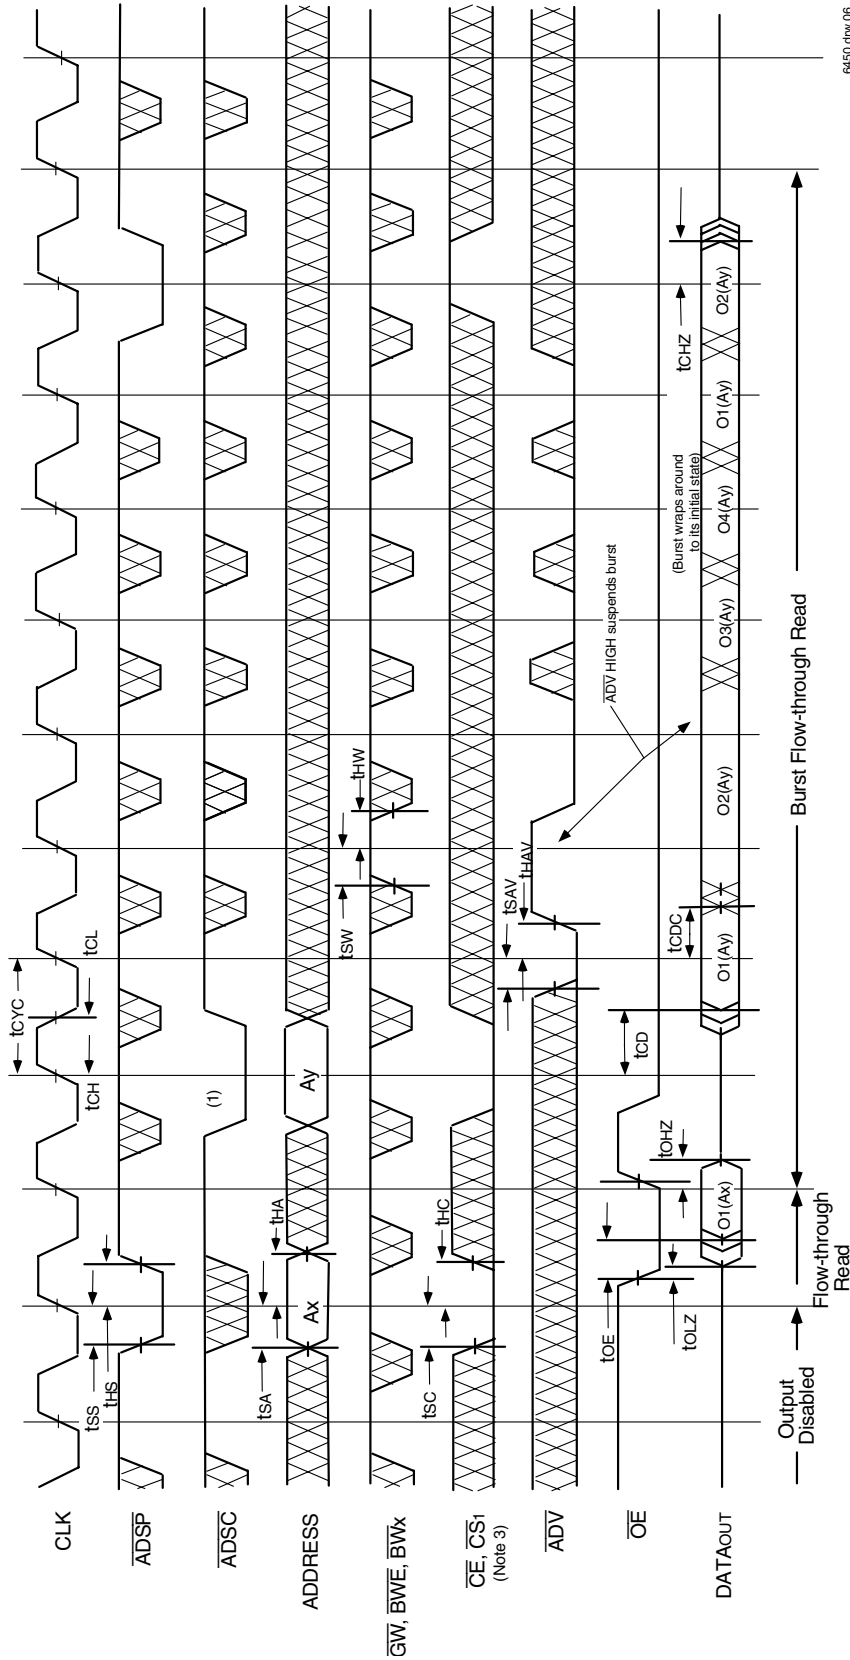 6450 drw 06
CLK
tCYC
tSS
tHS
tCH
tCL
ADSP
ADSC
(1)
ADDRESS
tSA
tHA
Ax
Ay
GW, BWE, BWx
tSW
tHW
CE, CS1
(Note 3)
tSC
tHC
ADV
tSAV
tHAV
ADV HIGH suspends burst
OE
tOE
tOLZ
tOHZ
tCD
tCDC
(Burst wraps around
to its initial state)
tCHZ
DATAOUT
O1(Ax)
O1(Ay)
O2(Ay)
O3(Ay)
O4(Ay)
O1(Ay)
O2(Ay)
Output
Disabled
Flow-through
Read
Burst Flow-through Read